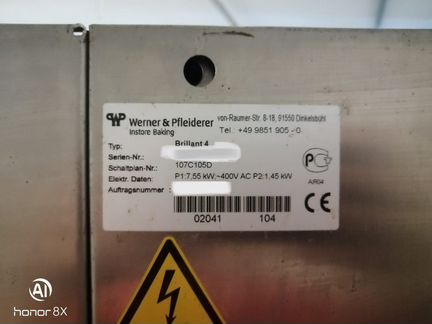 Werner & Pfleiderer
Instore Baking
von-Raumer-Str. 8-18, 91550 Dinkelsbühl
Tel.: +49 9851 905-0
Typ: Brillant 4
Serien-Nr.:
Schaltplan-Nr.: 107C105D
Elektr. Daten: P1:7,55 kW;~400V AC P2:1,45 kW
Auftragsnummer :
02041 104
AЯ04
CE
AI
honor 8X